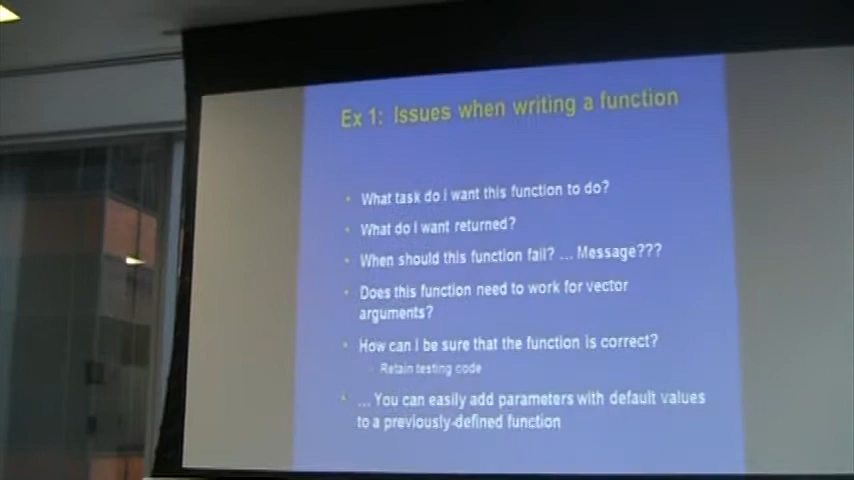 Ex 1: Issues when writing a function
What task do I want this function to do?
What do I want returned?
When should this function fail? ... Message???
Does this function need to work for vector
arguments?
How can I be sure that the function is correct?
Retain testing code
... You can easily add parameters with default values
to a previously-defined function